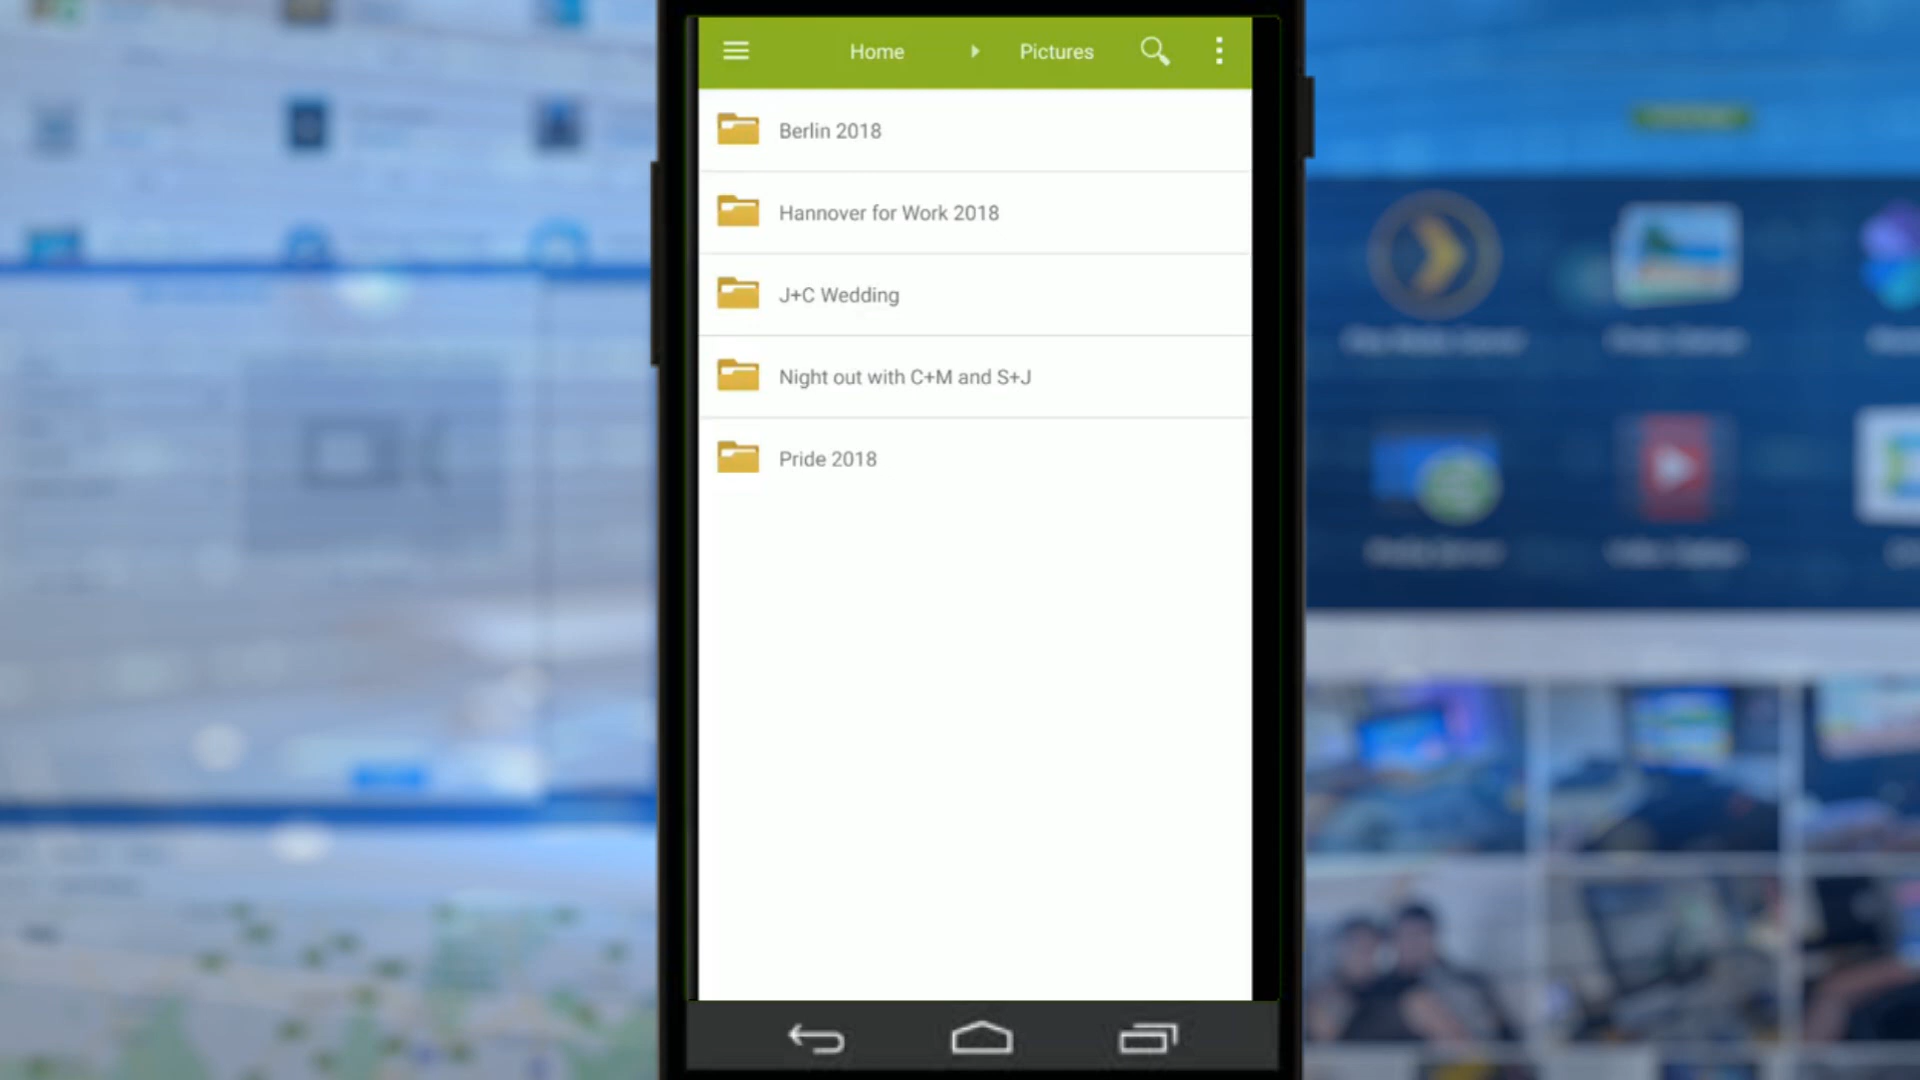 Home Pictures
Berlin 2018
Hannover for Work 2018
J+C Wedding
Night out with C+M and S+J
Pride 2018